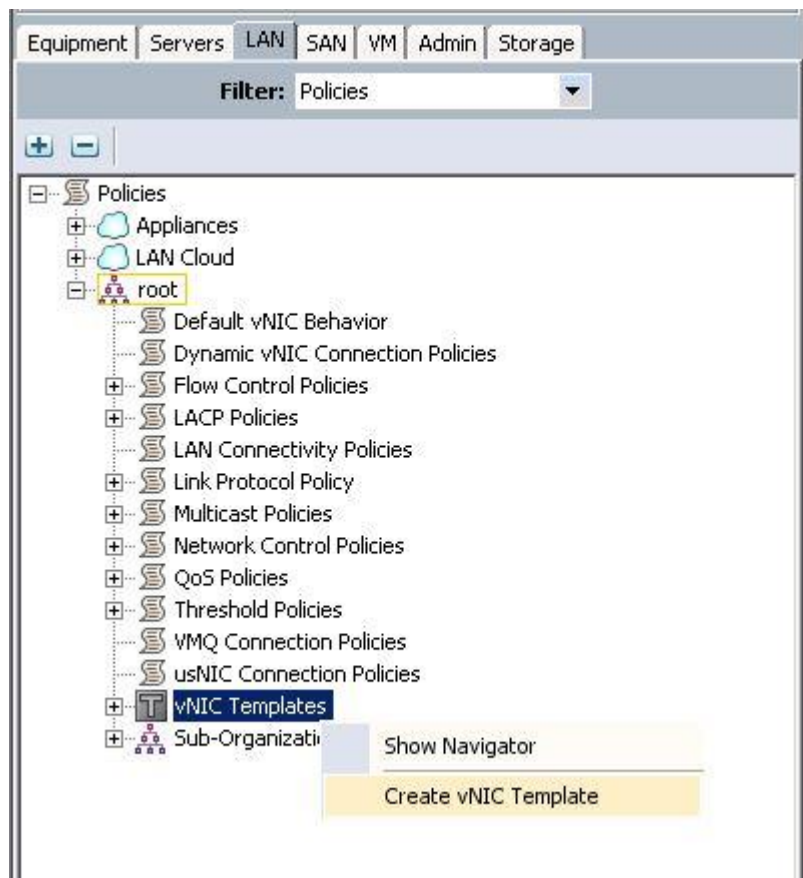 Equipment Servers LAN SAN VM Admin Storage
Filter: Policies
Policies
Appliances
LAN Cloud
root
Default vNIC Behavior
Dynamic vNIC Connection Policies
Flow Control Policies
LACP Policies
LAN Connectivity Policies
Link Protocol Policy
Multicast Policies
Network Control Policies
QoS Policies
Threshold Policies
VMQ Connection Policies
usNIC Connection Policies
vNIC Templates
Sub-Organizati
Show Navigator
Create vNIC Template